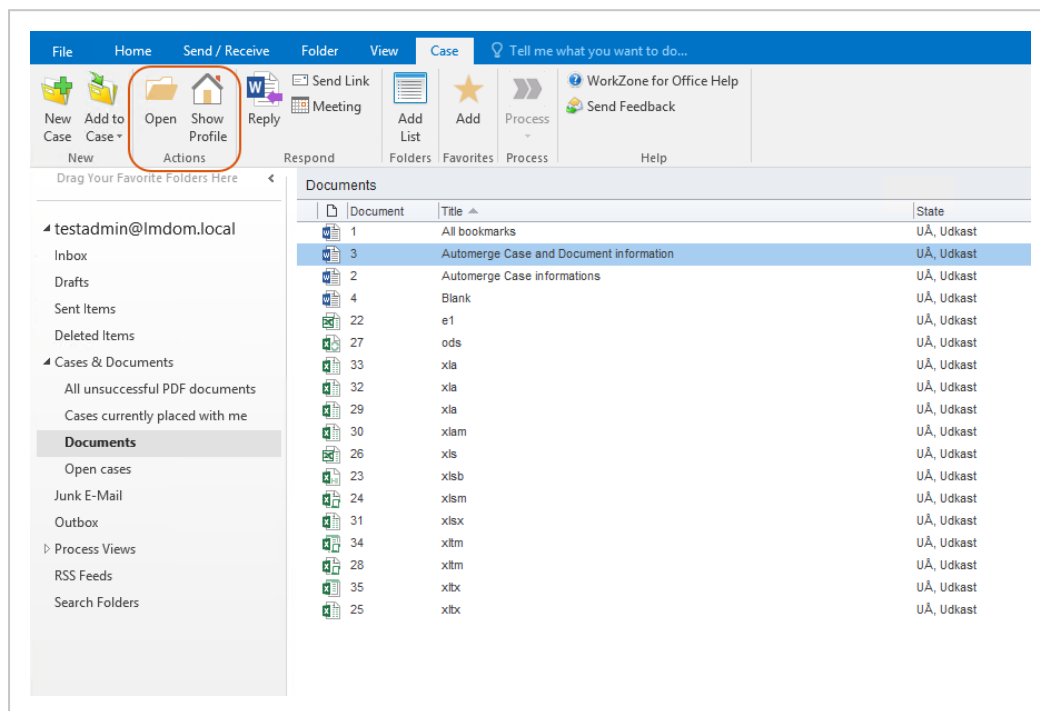 File Home Send / Receive Folder View Case Tell me what you want to do...
New Case
Add to Case
Open
Show Profile
Reply
Send Link
Meeting
Add List
Add
Process
WorkZone for Office Help
Send Feedback
New Actions Respond Folders Favorites Process Help
Drag Your Favorite Folders Here
testadmin@lmdom.local
Inbox
Drafts
Sent Items
Deleted Items
Cases & Documents
All unsuccessful PDF documents
Cases currently placed with me
Documents
Open cases
Junk E-Mail
Outbox
Process Views
RSS Feeds
Search Folders
Documents
Document Title State
1 All bookmarks UÅ, Udkast
3 Automerge Case and Document information UÅ, Udkast
2 Automerge Case informations UÅ, Udkast
4 Blank UÅ, Udkast
22 e1 UÅ, Udkast
27 ods UÅ, Udkast
33 xla UÅ, Udkast
32 xla UÅ, Udkast
29 xla UÅ, Udkast
30 xlam UÅ, Udkast
26 xls UÅ, Udkast
23 xlsb UÅ, Udkast
24 xlsm UÅ, Udkast
31 xlsx UÅ, Udkast
34 xltm UÅ, Udkast
28 xltm UÅ, Udkast
35 xltx UÅ, Udkast
25 xltx UÅ, Udkast